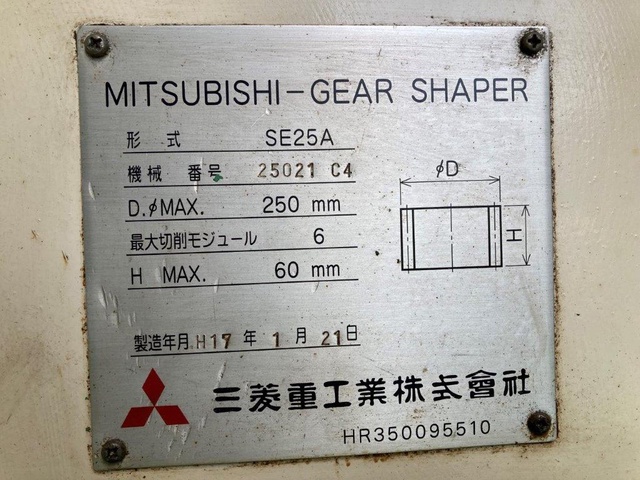 MITSUBISHI-GEAR SHAPER
形式 SE25A
機械番号 25021 C4
D.φMAX. 250 mm
最大切削モジュール 6
H MAX. 60 mm
φD
H
製造年月 H17 年 1 月 21 日
三菱重工業株式會社
HR350095510